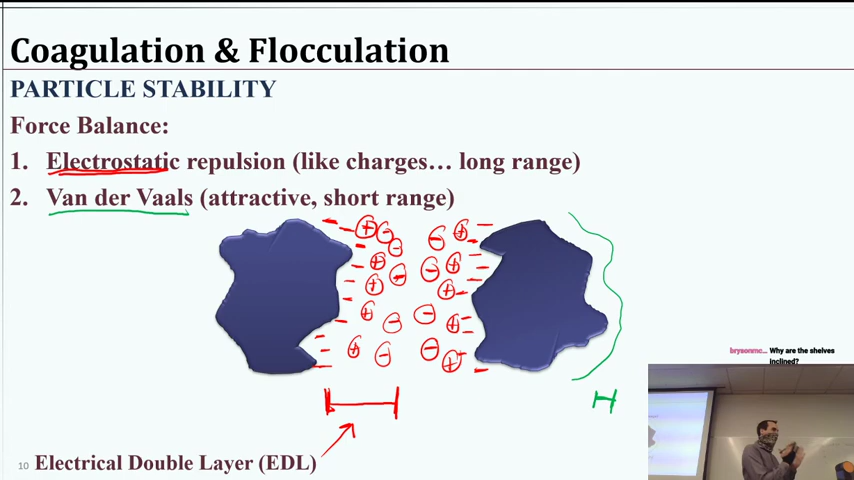 Coagulation & Flocculation
PARTICLE STABILITY
Force Balance:
1. Electrostatic repulsion (like charges… long range)
2. Van der Vaals (attractive, short range)
brysonmc... Why are the shelves
inclined?
10 Electrical Double Layer (EDL)